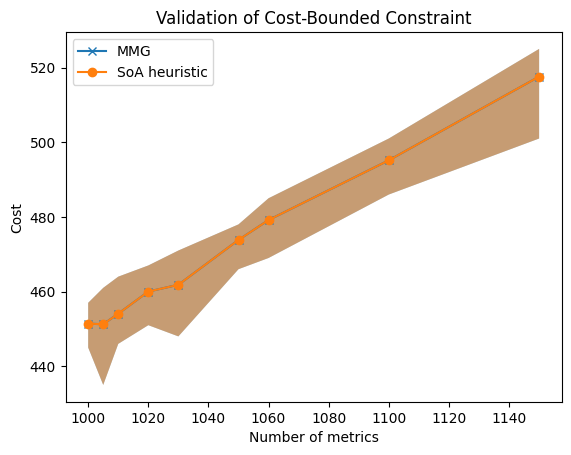 Validation of Cost-Bounded Constraint
MMG
SoA heuristic
520
500
480
460
440
Cost
1000 1020 1040 1060 1080 1100 1120 1140
Number of metrics